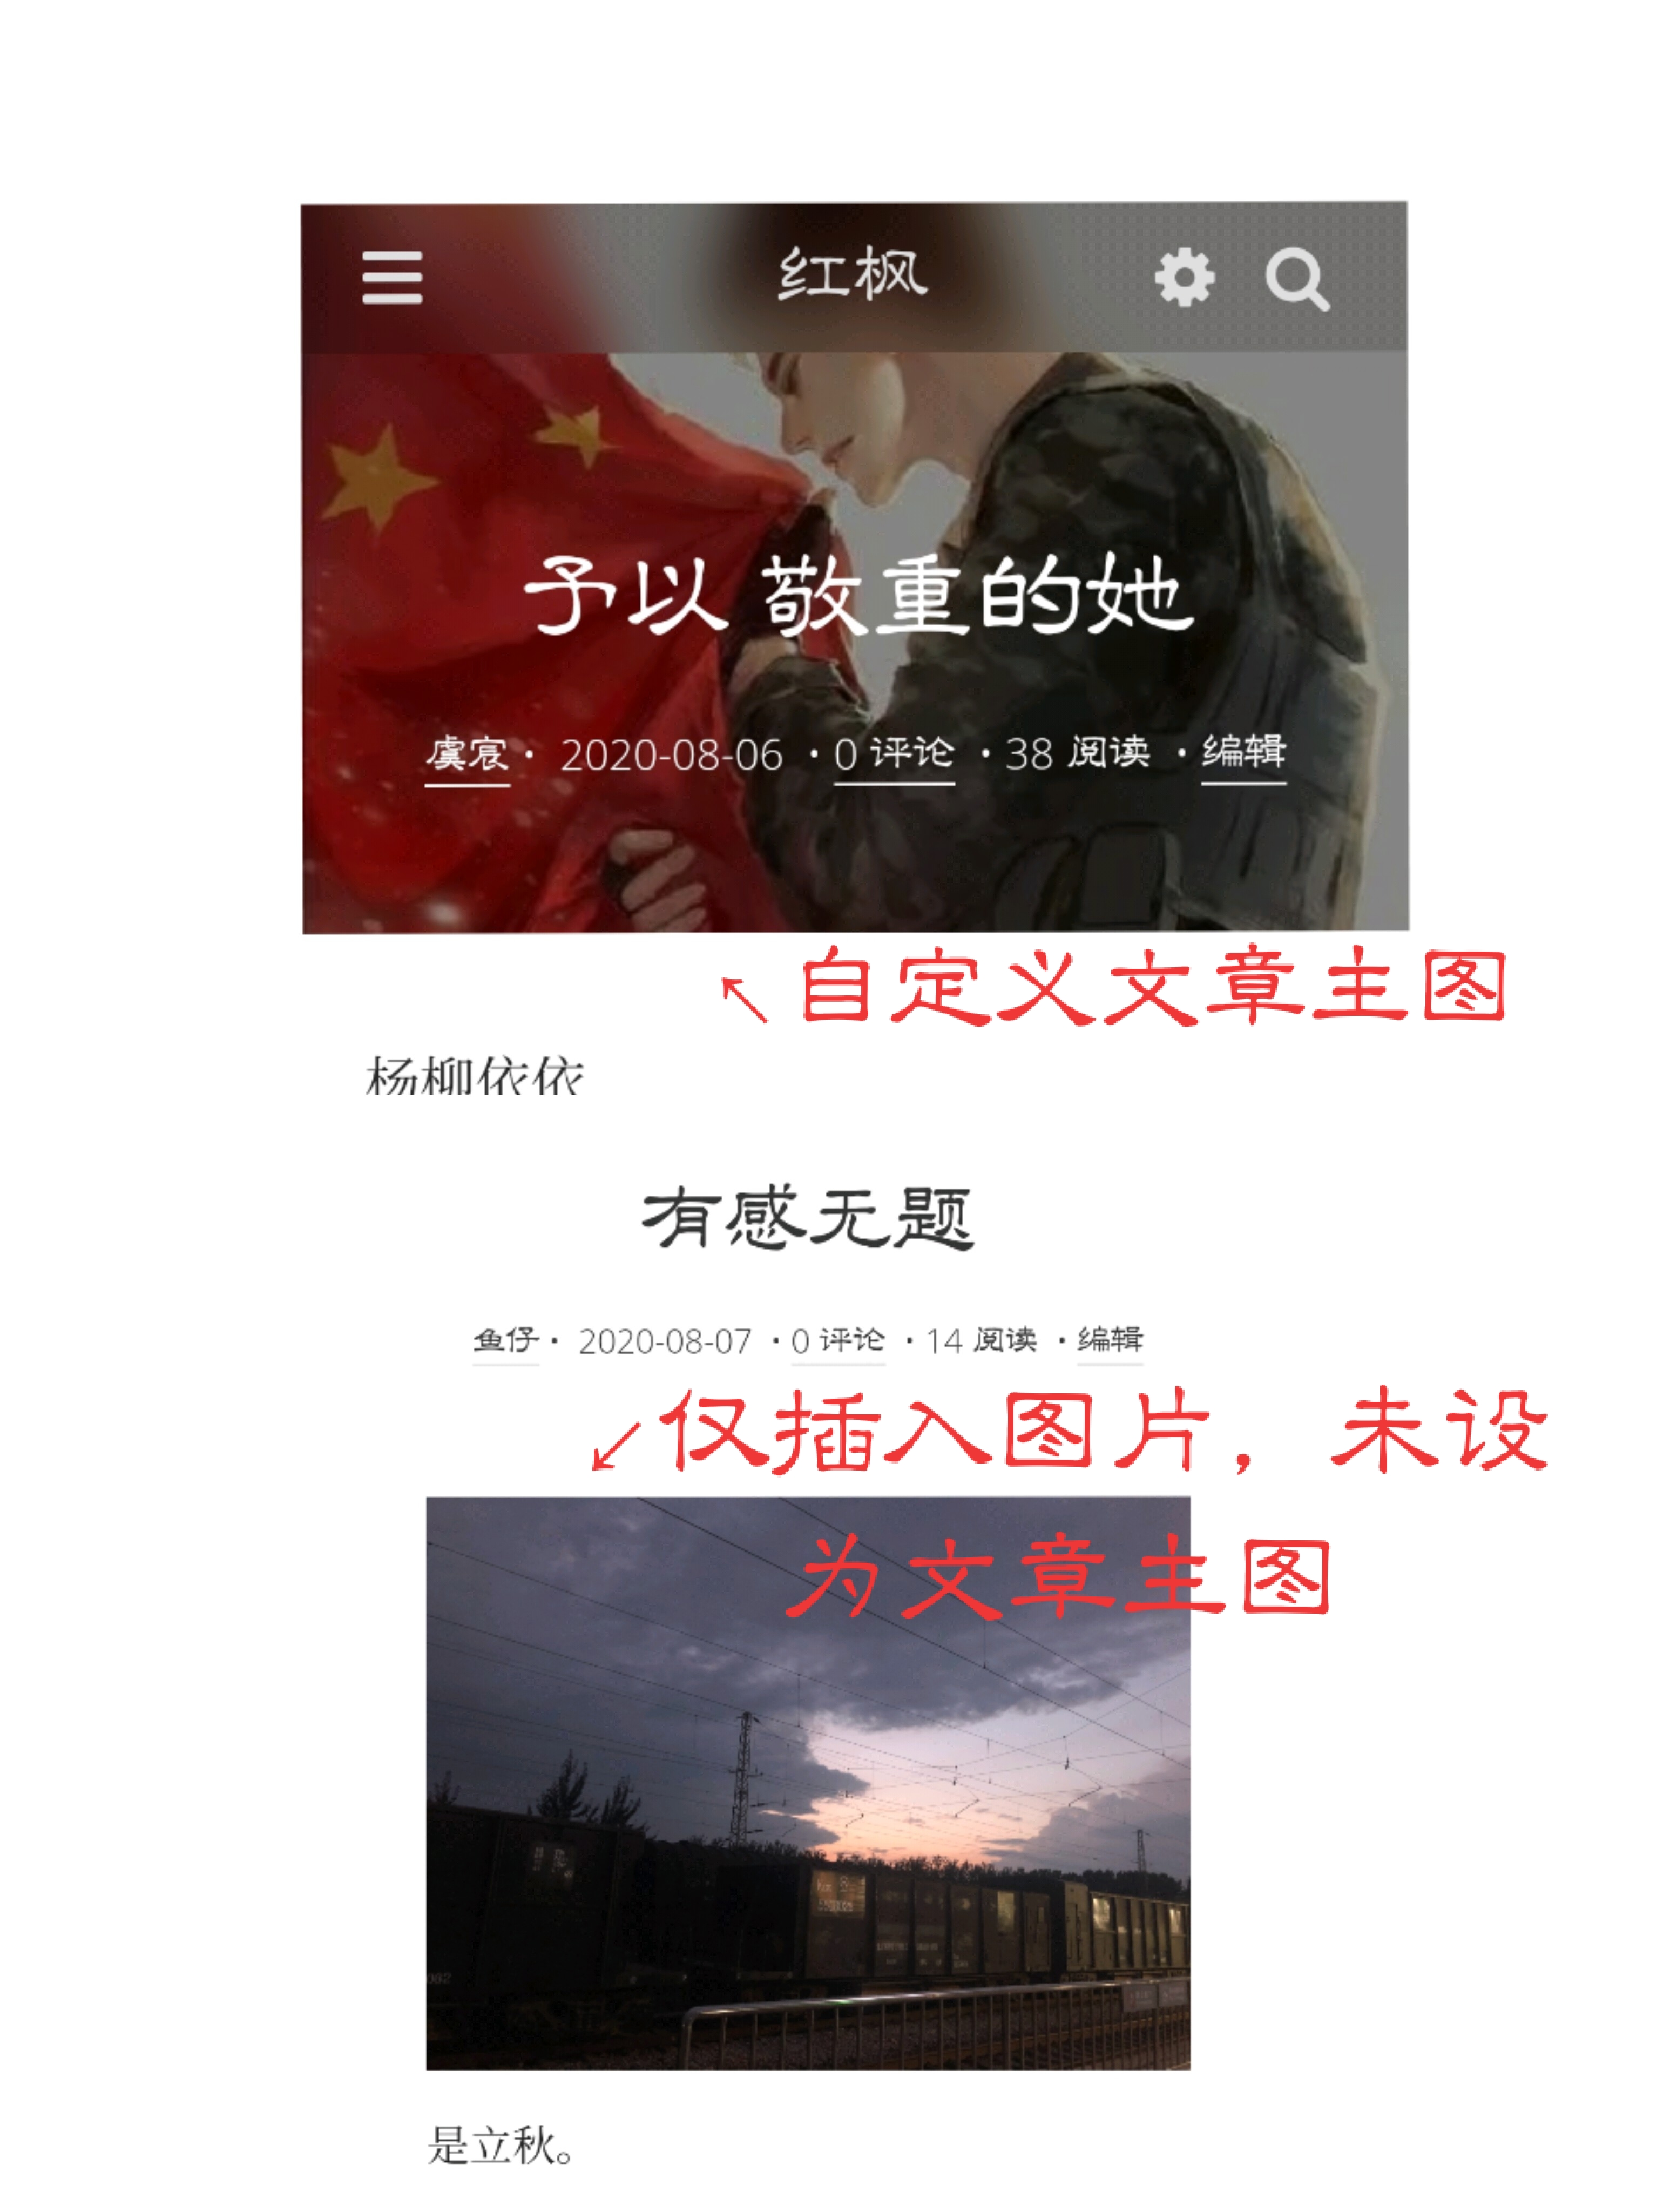 红枫
予以 敬重的她
虞宸· 2020-08-06 ·0 评论 ·38 阅读 ·编辑
↖自定义文章主图
杨柳依依
有感无题
鱼仔· 2020-08-07 ·0 评论 ·14 阅读 ·编辑
↙仅插入图片，未设
为文章主图
是立秋。